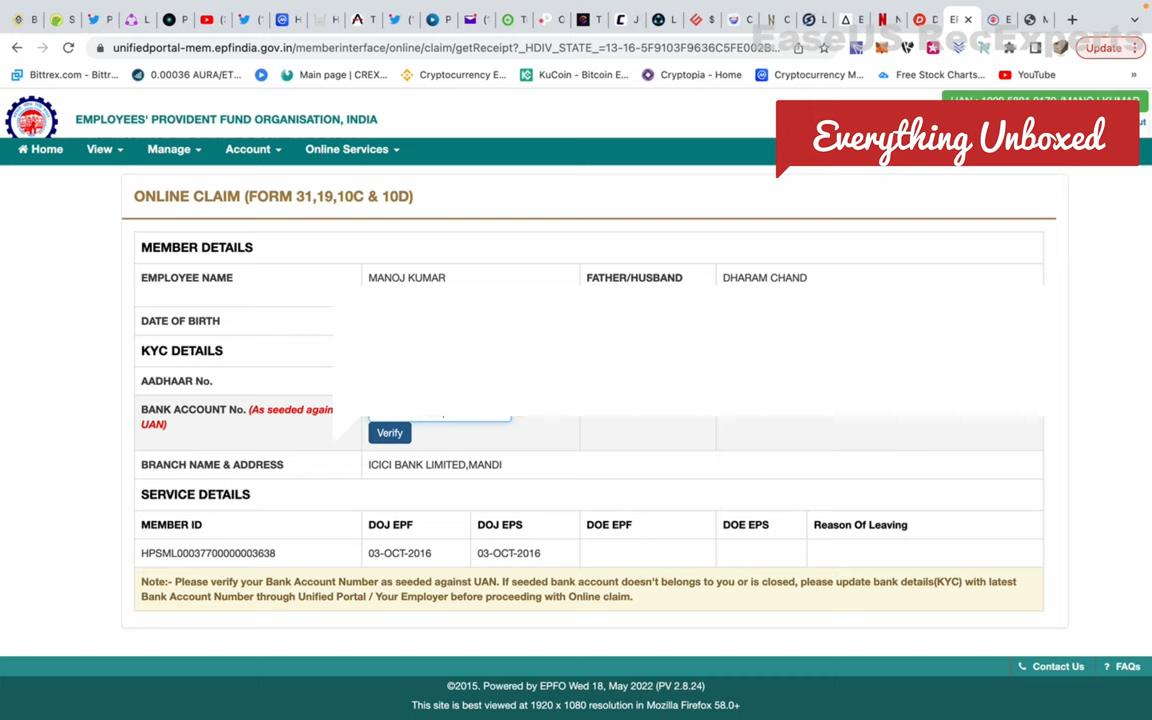 EaseUS RecExperts
unifiedportal-mem.epfindia.gov.in/memberinterface/online/claim/getReceipt?_HDIV_STATE_=13-16-5F9103F9636C5FE002B...
Update
Bittrex.com - Bittr...
0.00036 AURA/ET...
Main page | CREX...
Cryptocurrency E...
KuCoin - Bitcoin E...
Cryptopia - Home
Cryptocurrency M...
Free Stock Charts...
YouTube
»
EMPLOYEES' PROVIDENT FUND ORGANISATION, INDIA
Everything Unboxed
Home View Manage Account Online Services
ONLINE CLAIM (FORM 31,19,10C & 10D)
MEMBER DETAILS
EMPLOYEE NAME MANOJ KUMAR FATHER/HUSBAND DHARAM CHAND
DATE OF BIRTH
KYC DETAILS
AADHAAR No.
BANK ACCOUNT No. (As seeded again
UAN)
Verify
BRANCH NAME & ADDRESS ICICI BANK LIMITED,MANDI
SERVICE DETAILS
MEMBER ID DOJ EPF DOJ EPS DOE EPF DOE EPS Reason Of Leaving
HPSML00037700000003638 03-OCT-2016 03-OCT-2016
Note:- Please verify your Bank Account Number as seeded against UAN. If seeded bank account doesn't belongs to you or is closed, please update bank details(KYC) with latest
Bank Account Number through Unified Portal / Your Employer before proceeding with Online claim.
Contact Us ? FAQs
©2015. Powered by EPFO Wed 18, May 2022 (PV 2.8.24)
This site is best viewed at 1920 x 1080 resolution in Mozilla Firefox 58.0+